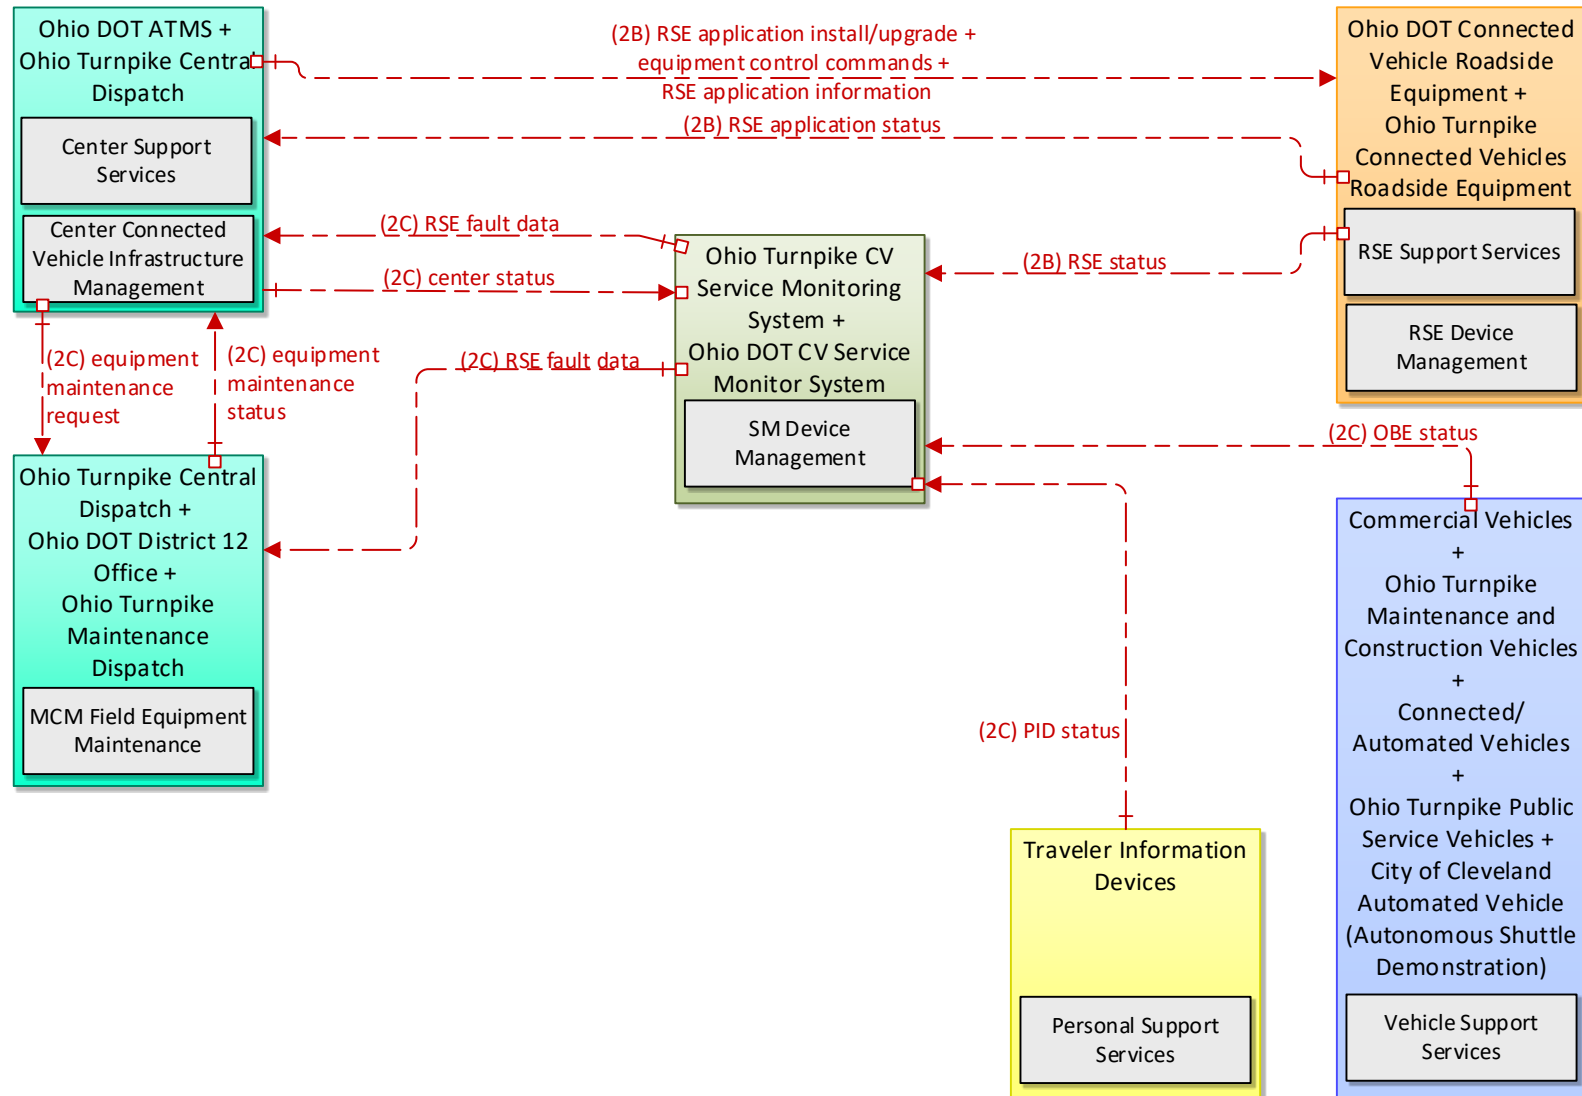 Ohio DOT ATMS +
Ohio Turnpike Central
Dispatch
Center Support
Services
Center Connected
Vehicle Infrastructure
Management
(2B) RSE application install/upgrade +
equipment control commands +
RSE application information
(2B) RSE application status
Ohio DOT Connected
Vehicle Roadside
Equipment +
Ohio Turnpike
Connected Vehicles
Roadside Equipment
RSE Support Services
RSE Device
Management
(2C) RSE fault data
(2C) center status
(2B) RSE status
Ohio Turnpike CV
Service Monitoring
System +
Ohio DOT CV Service
Monitor System
SM Device
Management
(2C) equipment
maintenance
request
(2C) equipment
maintenance
status
(2C) RSE fault data
(2C) OBE status
Ohio Turnpike Central
Dispatch +
Ohio DOT District 12
Office +
Ohio Turnpike
Maintenance
Dispatch
MCM Field Equipment
Maintenance
Commercial Vehicles
+
Ohio Turnpike
Maintenance and
Construction Vehicles
+
Connected/
Automated Vehicles
+
Ohio Turnpike Public
Service Vehicles +
City of Cleveland
Automated Vehicle
(Autonomous Shuttle
Demonstration)
Vehicle Support
Services
(2C) PID status
Traveler Information
Devices
Personal Support
Services